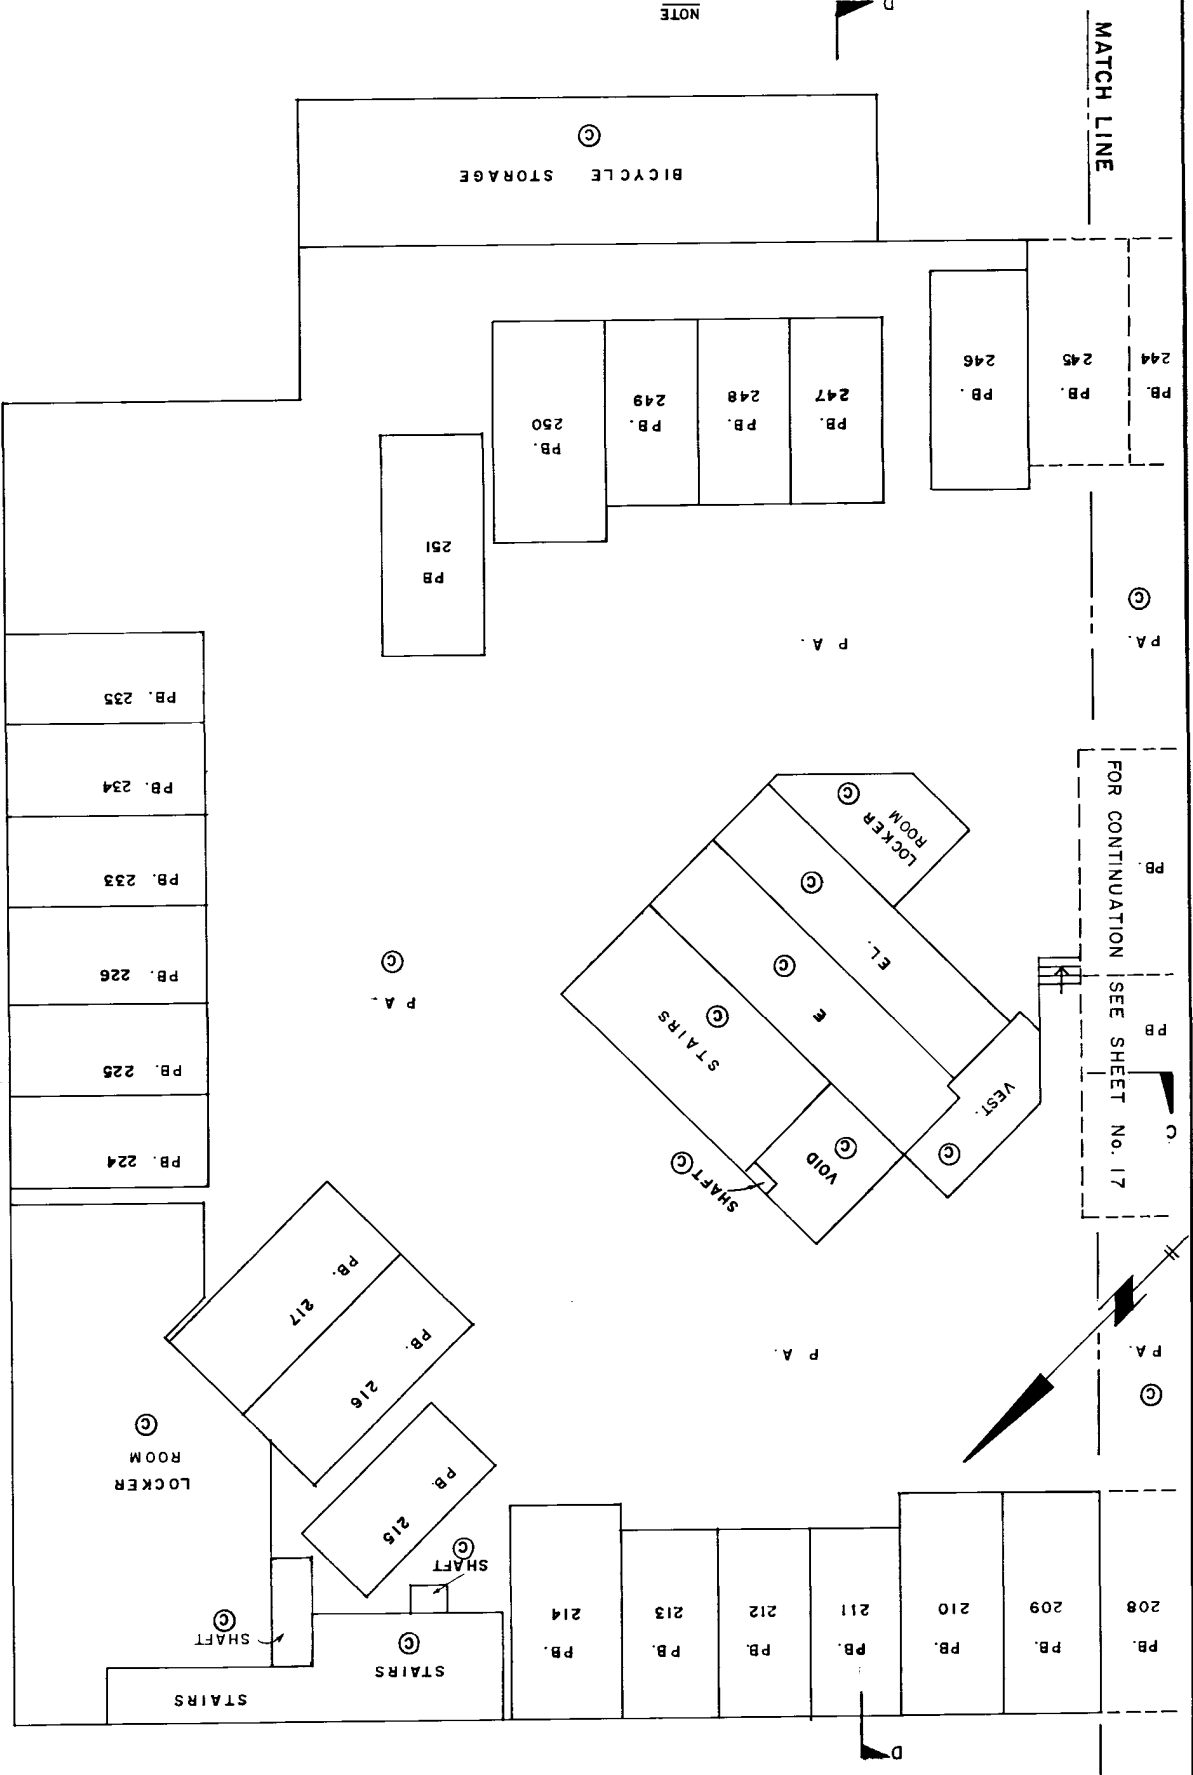 NOTE
D
MATCH LINE
©
BICYCLE STORAGE
244
PB.
245
PB.
246
PB.
247
PB.
248
PB.
249
PB.
250
PB.
251
PB
©
PA.
P A.
PB. 235
PB. 234
PB. 233
PB. 226
PB. 225
PB. 224
©
P A.
©
LOCKER
ROOM
©
EL.
©
E
©
STAIRS
©
VOID
SHAFT ©
©
VEST.
PB.
PB
C
FOR CONTINUATION SEE SHEET No. 17
P A.
PA.
©
217
PB.
216
PB.
215
PB.
©
LOCKER
ROOM
©
SHAFT
©
SHAFT
©
STAIRS
STAIRS
214
PB.
213
PB.
212
PB.
211
PB.
210
PB.
209
PB.
208
PB.
D